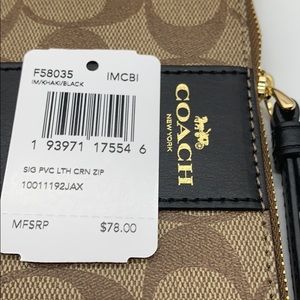 F58035 IMCBI
IM/KHAKI/BLACK
1 93971 17554 6
SIG PVC LTH CRN ZIP
10011192JAX
MFSRP $78.00
COACH
NEW YORK